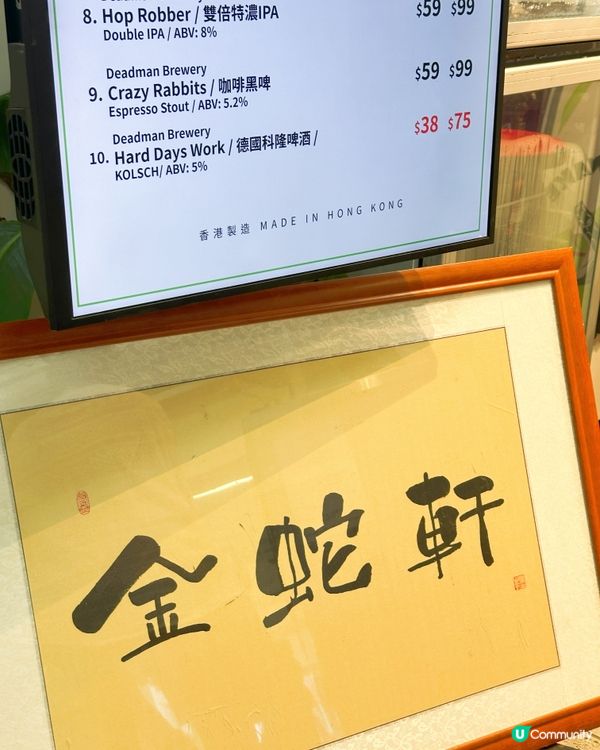 8. Hop Robber / 雙倍特濃IPA $59 $99
Double IPA / ABV: 8%
Deadman Brewery
9. Crazy Rabbits / 咖啡黑啤 $59 $99
Espresso Stout / ABV: 5.2%
Deadman Brewery
10. Hard Days Work / 德國科隆啤酒 / $38 $75
KOLSCH/ ABV: 5%
香港製造 MADE IN HONG KONG
金蛇軒
U Community